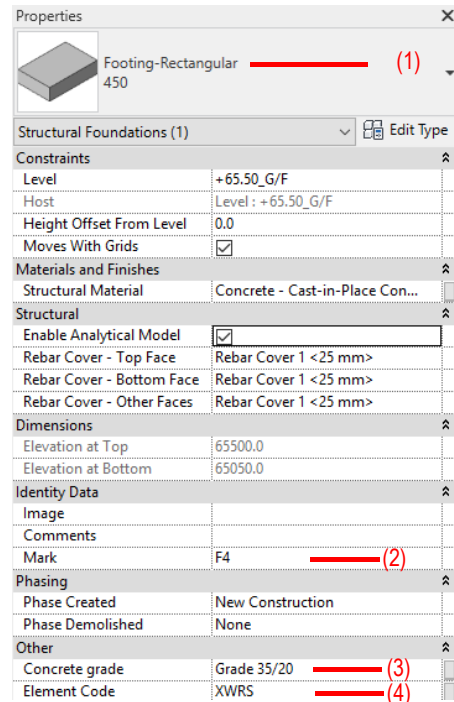 Properties
Footing-Rectangular (1)
450
Structural Foundations (1) Edit Type
Constraints
Level +65.50_G/F
Host Level : +65.50_G/F
Height Offset From Level 0.0
Moves With Grids
Materials and Finishes
Structural Material Concrete - Cast-in-Place Con...
Structural
Enable Analytical Model
Rebar Cover - Top Face Rebar Cover 1 <25 mm>
Rebar Cover - Bottom Face Rebar Cover 1 <25 mm>
Rebar Cover - Other Faces Rebar Cover 1 <25 mm>
Dimensions
Elevation at Top 65500.0
Elevation at Bottom 65050.0
Identity Data
Image
Comments
Mark F4 (2)
Phasing
Phase Created New Construction
Phase Demolished None
Other
Concrete grade Grade 35/20 (3)
Element Code XWRS (4)